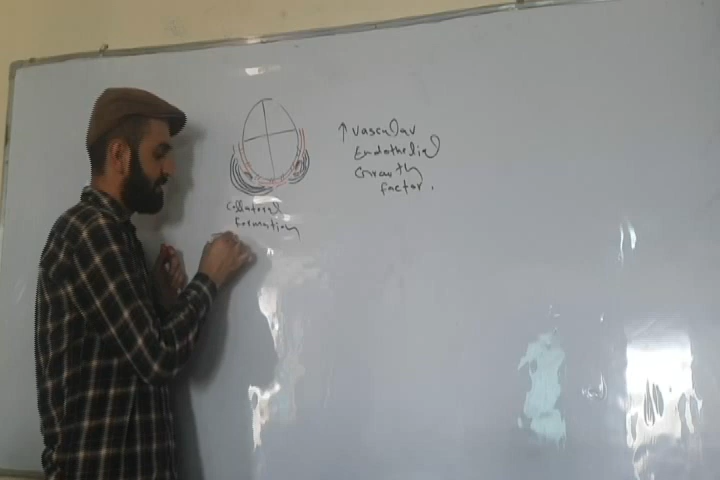 Collateral
Formation
↑ Vascular
Endothelial
Growth
factor.